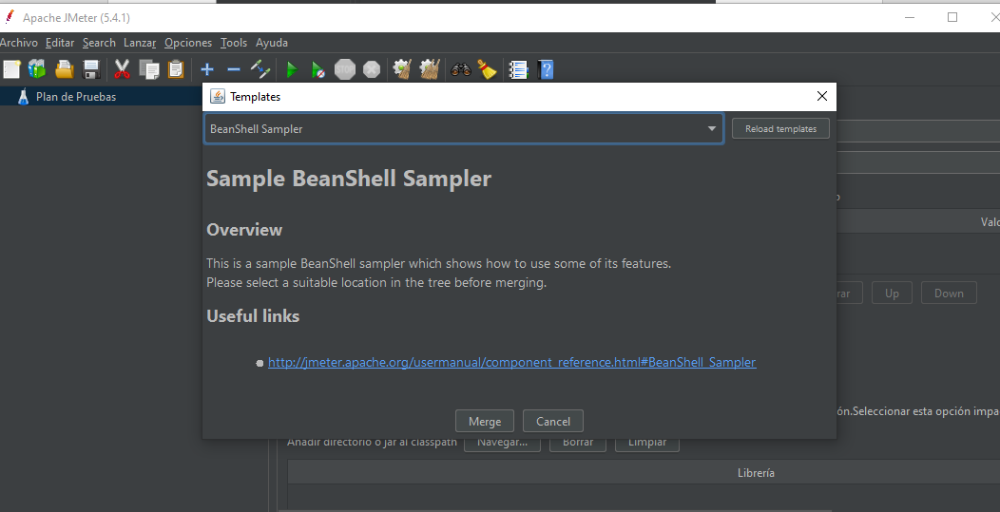 Apache JMeter (5.4.1)
Archivo Editar Search Lanzar Opciones Tools Ayuda
STOP
Plan de Pruebas
Templates
BeanShell Sampler
Reload templates
Sample BeanShell Sampler
Overview
This is a sample BeanShell sampler which shows how to use some of its features.
Please select a suitable location in the tree before merging.
Useful links
http://jmeter.apache.org/usermanual/component_reference.html#BeanShell_Sampler
Merge Cancel
Valo
rar Up Down
ón.Seleccionar esta opción impa
Añadir directorio o jar al classpath Navegar... Borrar Limpiar
Librería